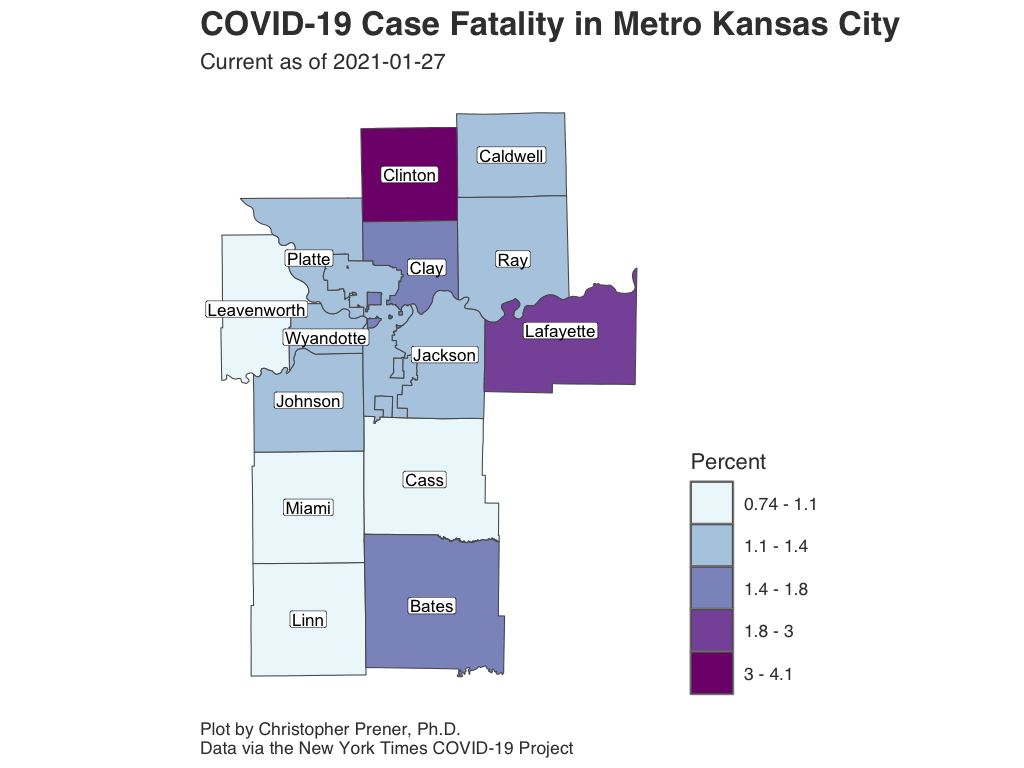 COVID-19 Case Fatality in Metro Kansas City
Current as of 2021-01-27
Caldwell
Clinton
Platte
Clay
Ray
Leavenworth
Lafayette
Wyandotte
Jackson
Johnson
Cass
Miami
Bates
Linn
Percent
0.74 - 1.1
1.1 - 1.4
1.4 - 1.8
1.8 - 3
3 - 4.1
Plot by Christopher Prener, Ph.D.
Data via the New York Times COVID-19 Project